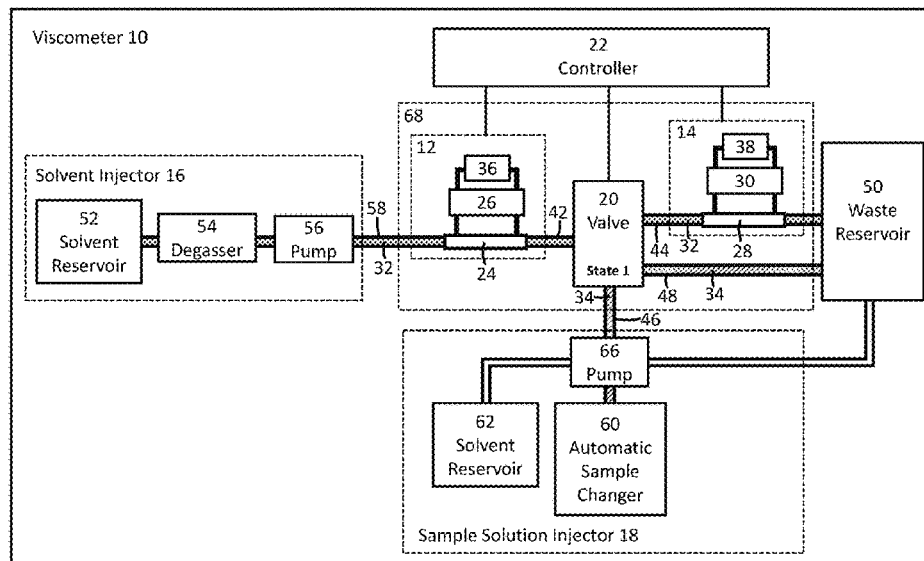 Viscometer 10
22
Controller
68
12
14
36
38
Solvent Injector 16
20
Valve
50
Waste
Reservoir
26
30
52
Solvent
Reservoir
54
Degasser
56
Pump
58
42
32
24
44
32
28
State 1
34
48
34
46
66
Pump
62
Solvent
Reservoir
60
Automatic
Sample
Changer
Sample Solution Injector 18